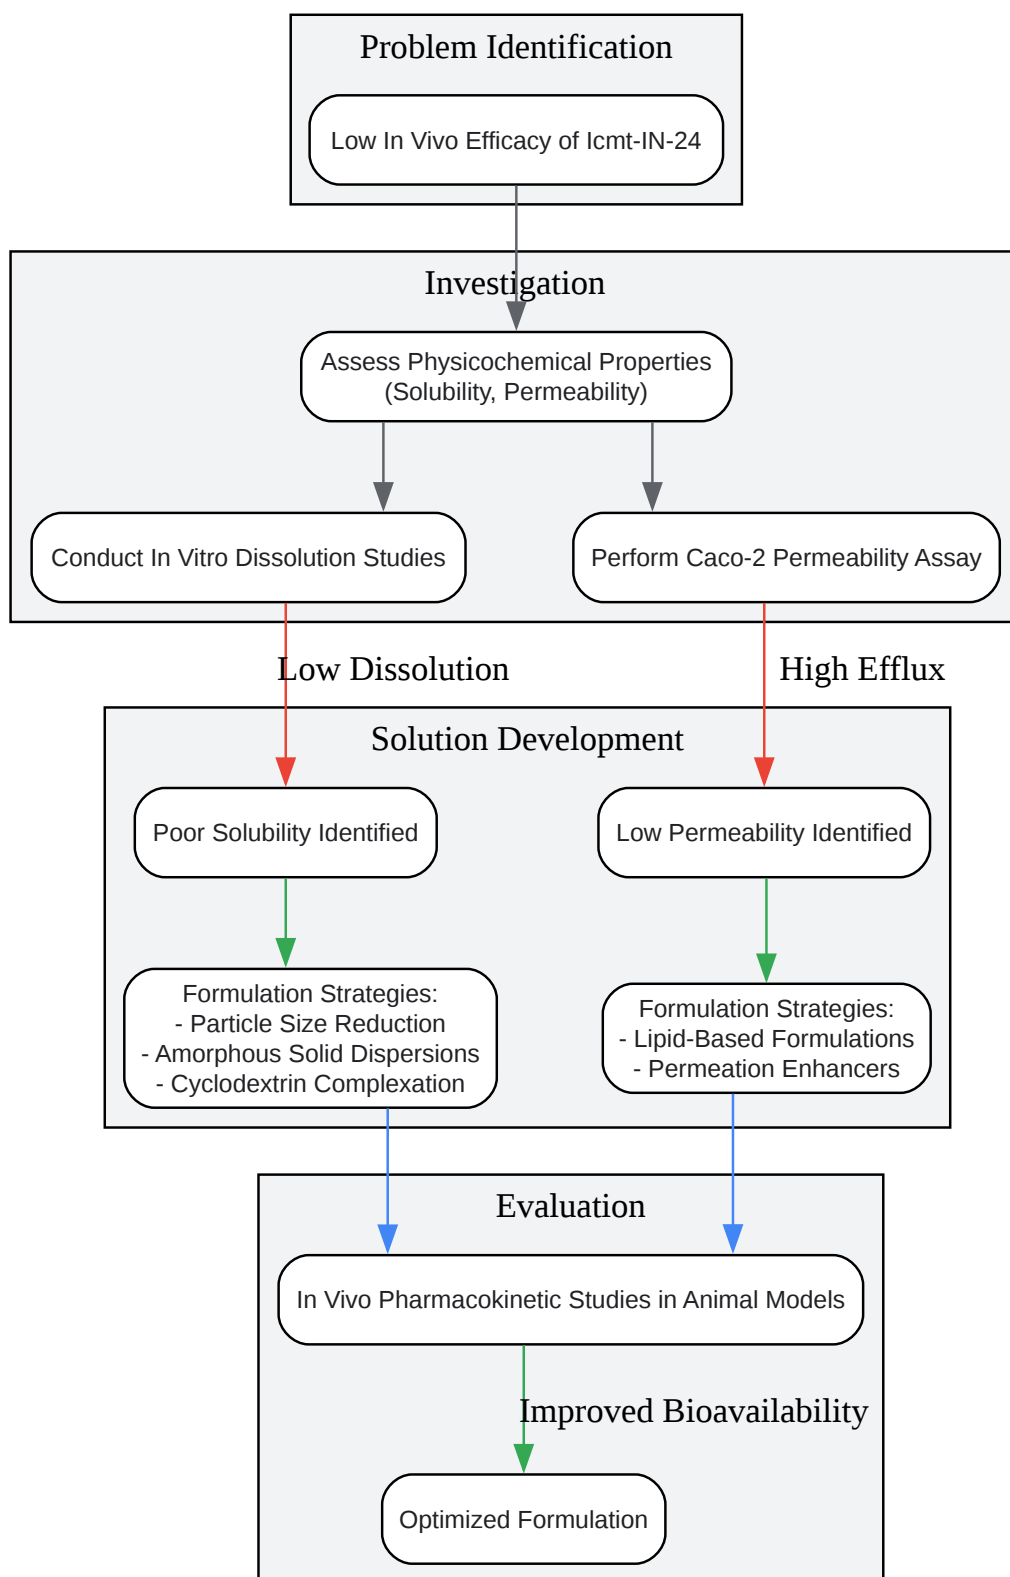 Problem Identification
Low In Vivo Efficacy of Icmt-IN-24
Investigation
Assess Physicochemical Properties
(Solubility, Permeability)
Conduct In Vitro Dissolution Studies
Perform Caco-2 Permeability Assay
Low Dissolution
High Efflux
Solution Development
Poor Solubility Identified
Low Permeability Identified
Formulation Strategies:
- Particle Size Reduction
- Amorphous Solid Dispersions
- Cyclodextrin Complexation
Formulation Strategies:
- Lipid-Based Formulations
- Permeation Enhancers
Evaluation
In Vivo Pharmacokinetic Studies in Animal Models
Improved Bioavailability
Optimized Formulation